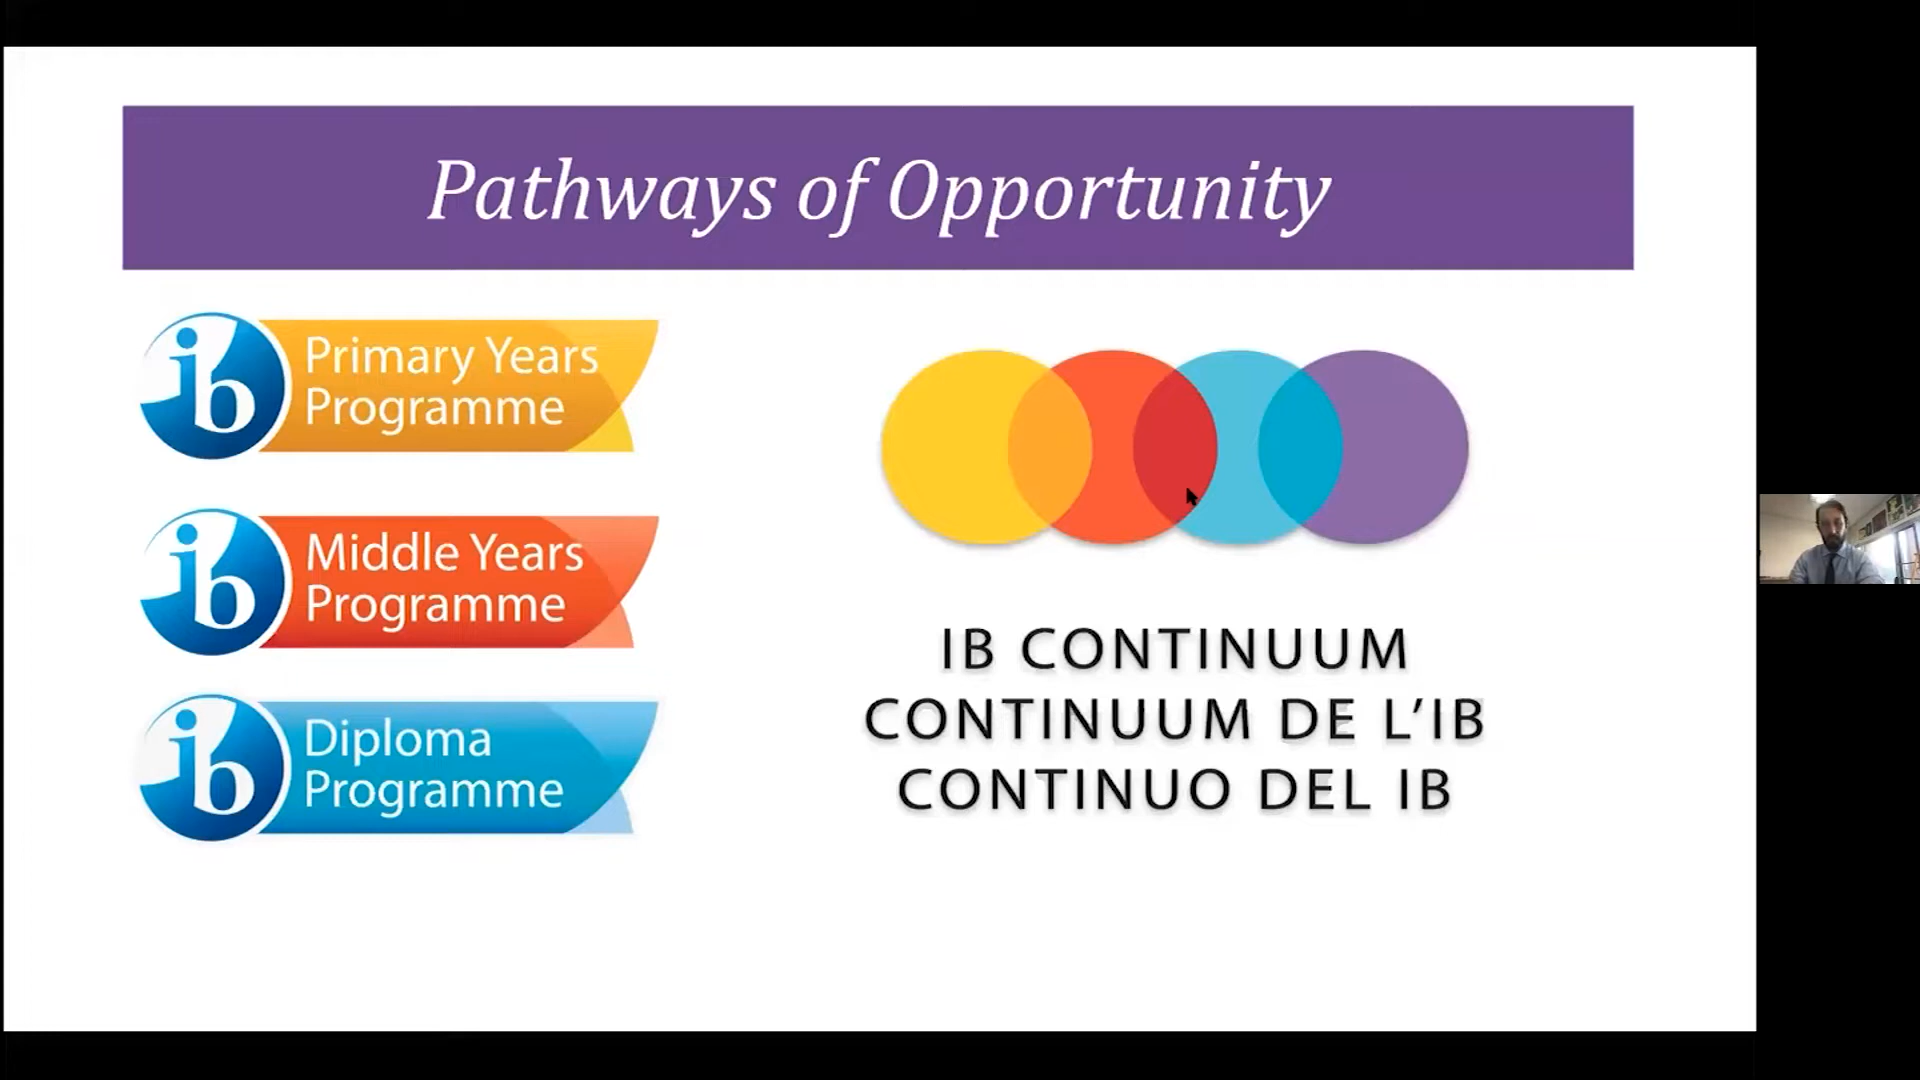 Pathways of Opportunity
ib
Primary Years
Programme
ib
Middle Years
Programme
ib
Diploma
Programme
IB CONTINUUM
CONTINUUM DE L’IB
CONTINUO DEL IB